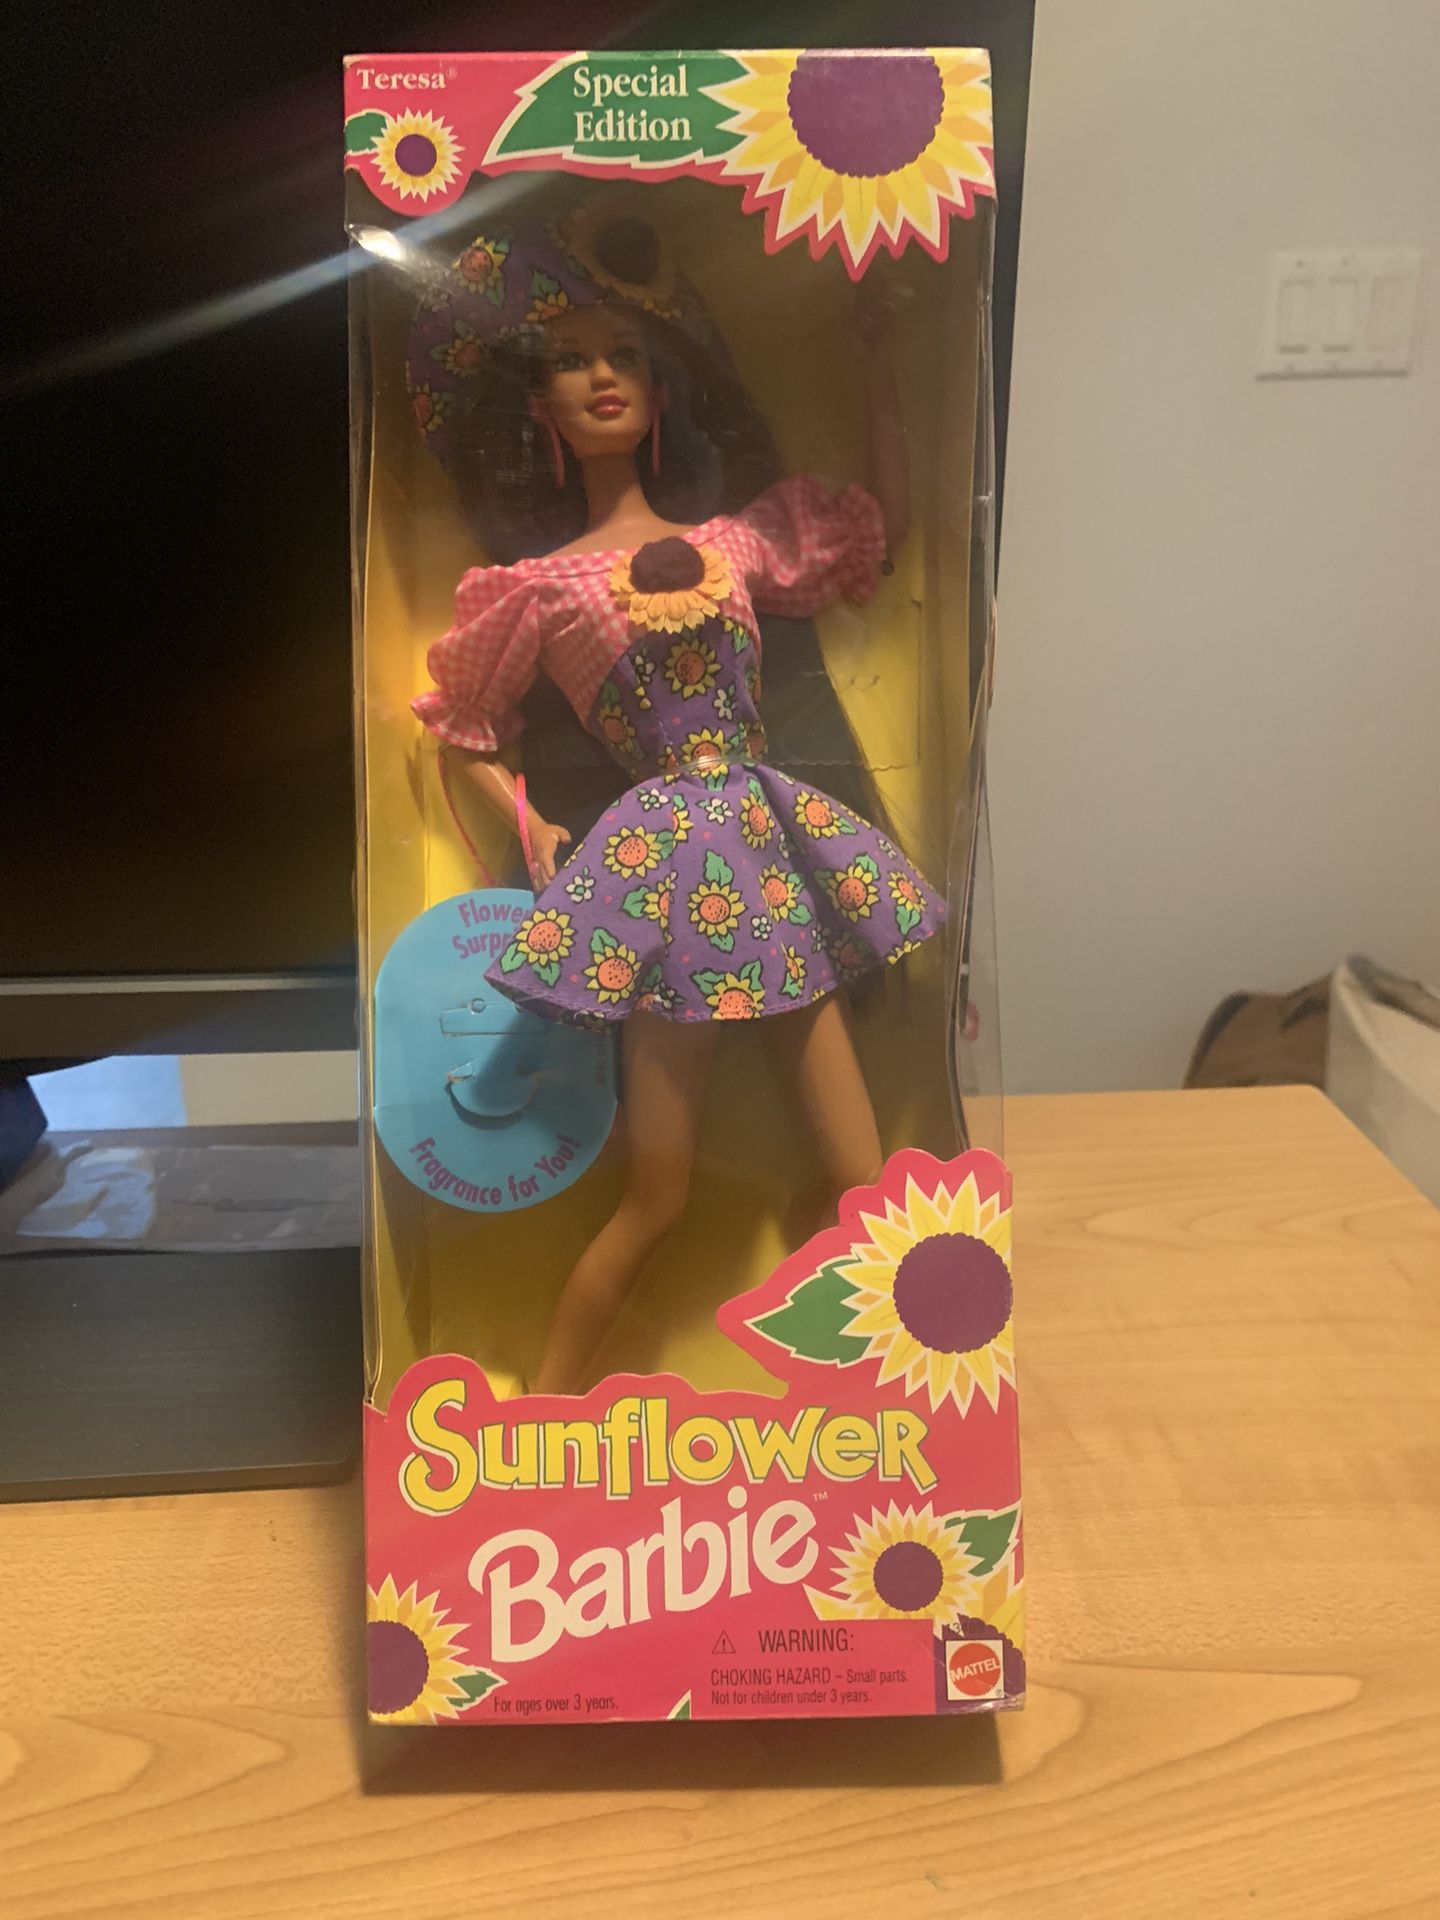 Teresa®
Special
Edition
Flower
Surpri
Fragrance for You!
Sunflower
Barbie™
⚠ WARNING:
CHOKING HAZARD – Small parts.
Not for children under 3 years.
For ages over 3 years.
MATTEL
®